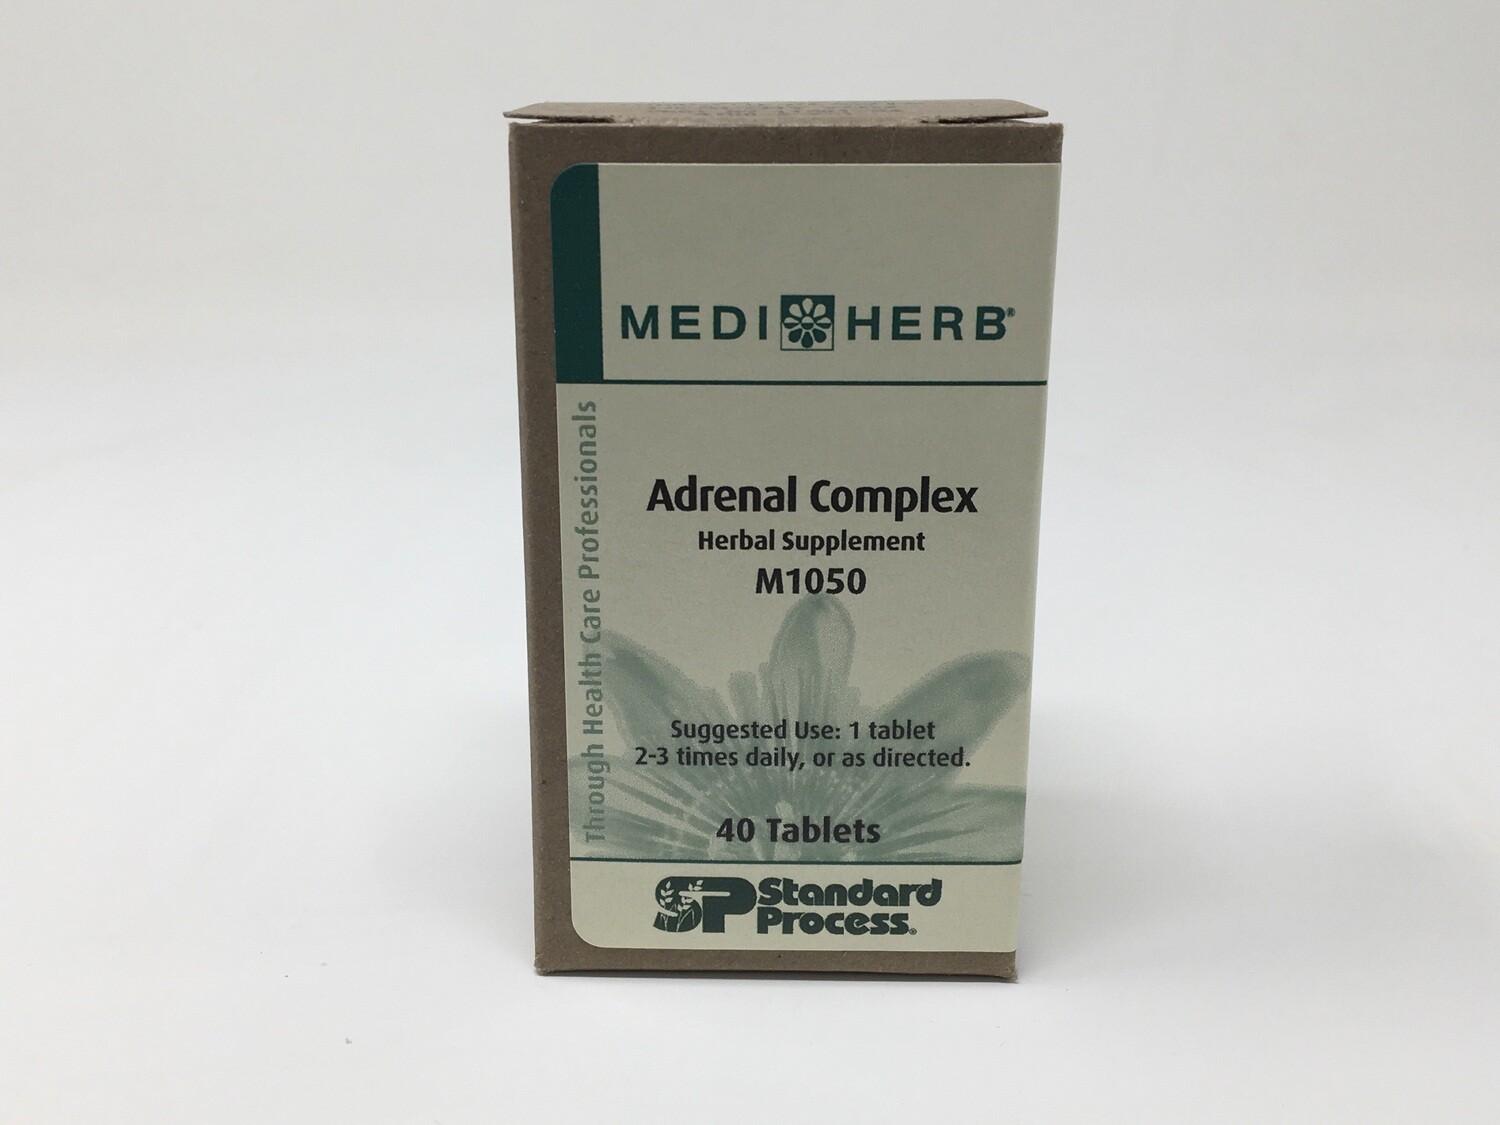 MEDI HERB®
Through Health Care Professionals
Adrenal Complex
Herbal Supplement
M1050
Suggested Use: 1 tablet
2-3 times daily, or as directed.
40 Tablets
SP Standard
Process.